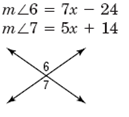 m∠6 = 7x − 24
m∠7 = 5x + 14
6
7